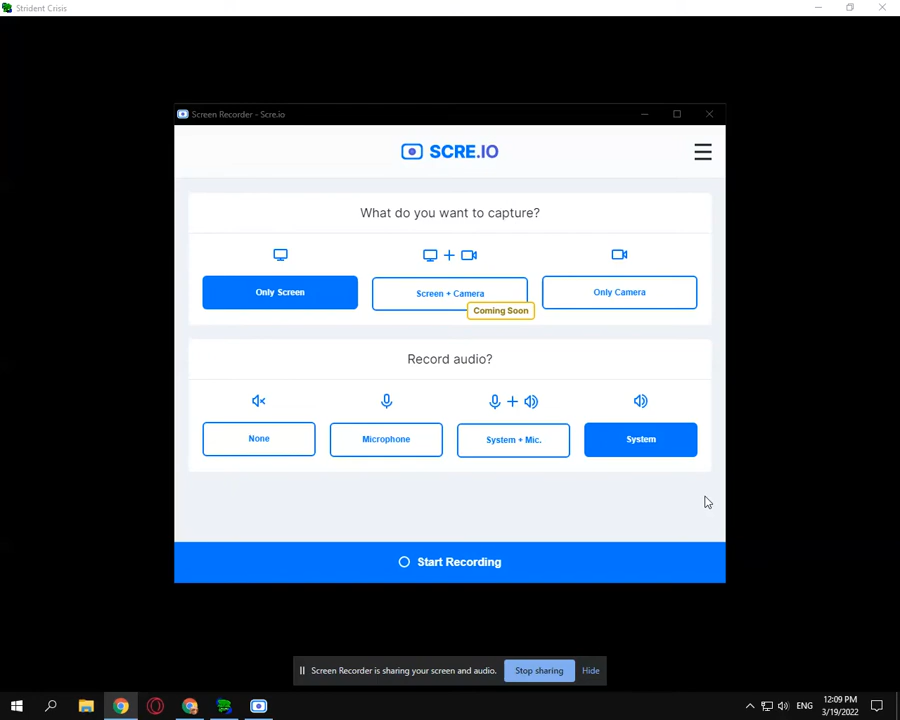 Strident Crisis
Screen Recorder - Scre.io
SCRE.IO
What do you want to capture?
Only Screen
Screen + Camera
Only Camera
Coming Soon
Record audio?
None
Microphone
System + Mic.
System
Start Recording
Screen Recorder is sharing your screen and audio.
Stop sharing
Hide
ENG
12:09 PM
3/19/2022